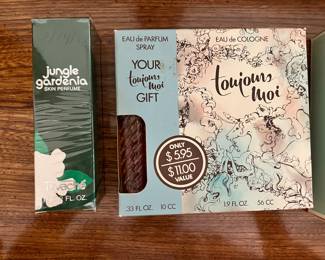 jungle
gardenia
SKIN PERFUME
FL. OZ.
EAU de PARFUM
SPRAY
YOUR
toujours
moi
GIFT
ONLY
$5.95
$11.00
VALUE
.33 FL. OZ. 10 CC
EAU de COLOGNE
toujours
moi
1.9 FL. OZ. 56 CC